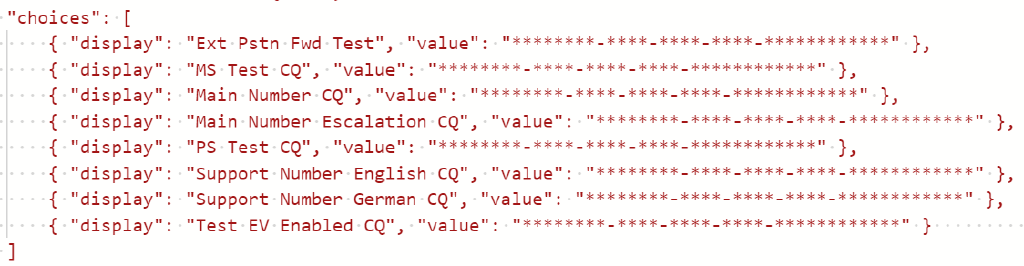 "choices": [
{ "display": "Ext Pstn Fwd Test", "value": "********-****-****-****-************" },
{ "display": "MS Test CQ", "value": "********-****-****-****-************" },
{ "display": "Main Number CQ", "value": "********-****-****-****-************" },
{ "display": "Main Number Escalation CQ", "value": "********-****-****-****-************" },
{ "display": "PS Test CQ", "value": "********-****-****-****-************" },
{ "display": "Support Number English CQ", "value": "********-****-****-****-************" },
{ "display": "Support Number German CQ", "value": "********-****-****-****-************" },
{ "display": "Test EV Enabled CQ", "value": "********-****-****-****-************" }
]